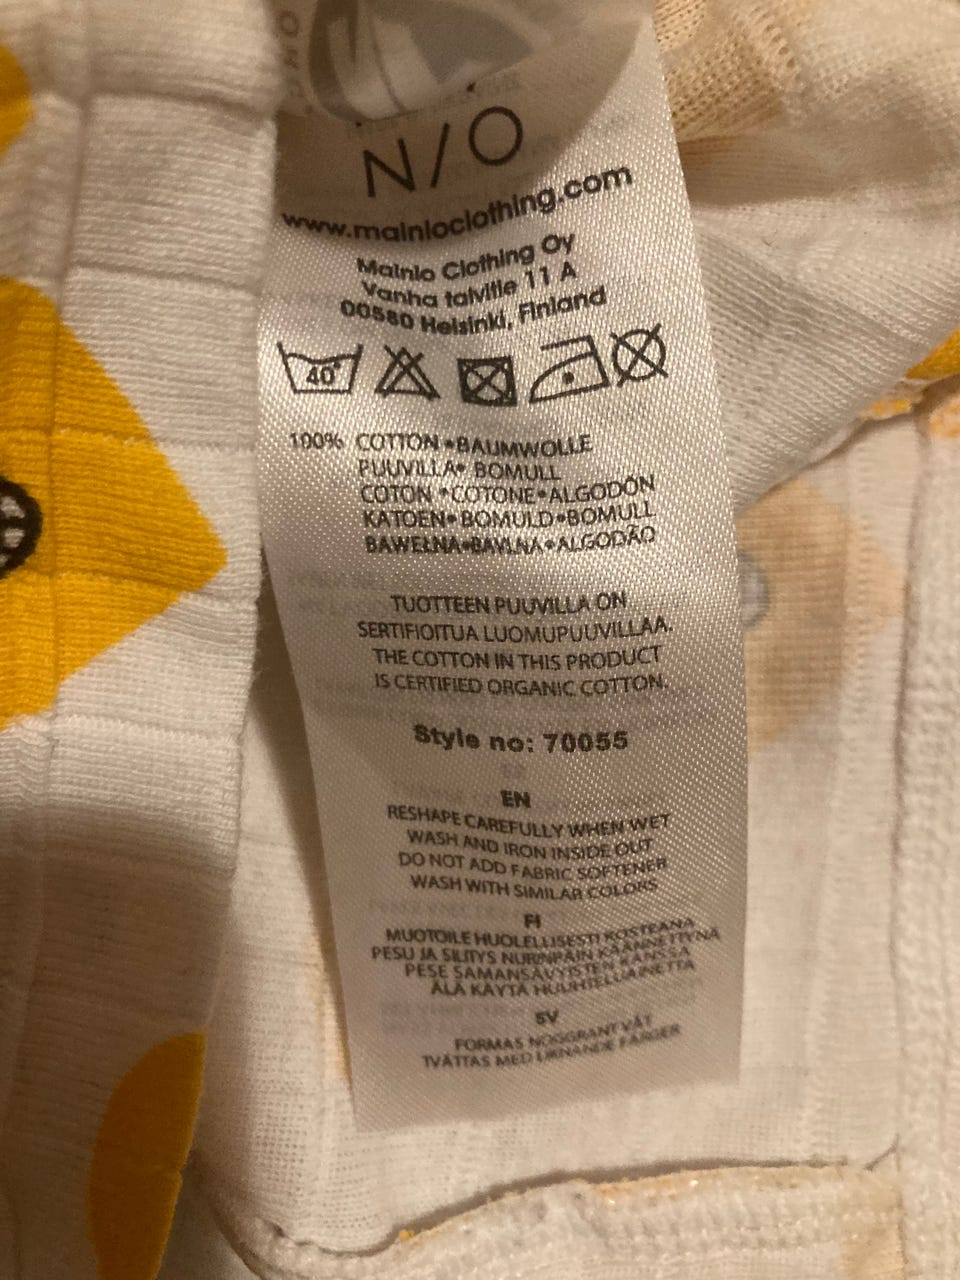 N/O
www.mainioclothing.com
Mainio Clothing Oy
Vanha talvitie 11 A
00580 Helsinki, Finland
40°
100% COTTON•BAUMWOLLE
PUUVILLA• BOMULL
COTON •COTONE•ALGODÓN
KATOEN•BOMULD•BOMULL
BAWEŁNA•BAVLNA•ALGODÃO
TUOTTEEN PUUVILLA ON
SERTIFIOITUA LUOMUPUUVILLAA.
THE COTTON IN THIS PRODUCT
IS CERTIFIED ORGANIC COTTON.
Style no: 70055
EN
RESHAPE CAREFULLY WHEN WET
WASH AND IRON INSIDE OUT
DO NOT ADD FABRIC SOFTENER
WASH WITH SIMILAR COLORS
FI
MUOTOILE HUOLELLISESTI KOSTEANA
PESU JA SILITYS NURINPÄIN KÄÄNNETTYNÄ
PESE SAMANSÄVYISTEN KANSSA
ÄLÄ KÄYTÄ HUUHTELUAINETTA
SV
FORMAS NOGGRANT VÅT
TVÄTTAS MED LIKNANDE FÄRGER